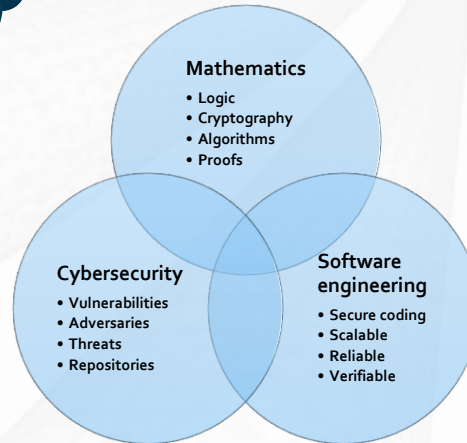 Mathematics
• Logic
• Cryptography
• Algorithms
• Proofs
Cybersecurity
• Vulnerabilities
• Adversaries
• Threats
• Repositories
Software
engineering
• Secure coding
• Scalable
• Reliable
• Verifiable